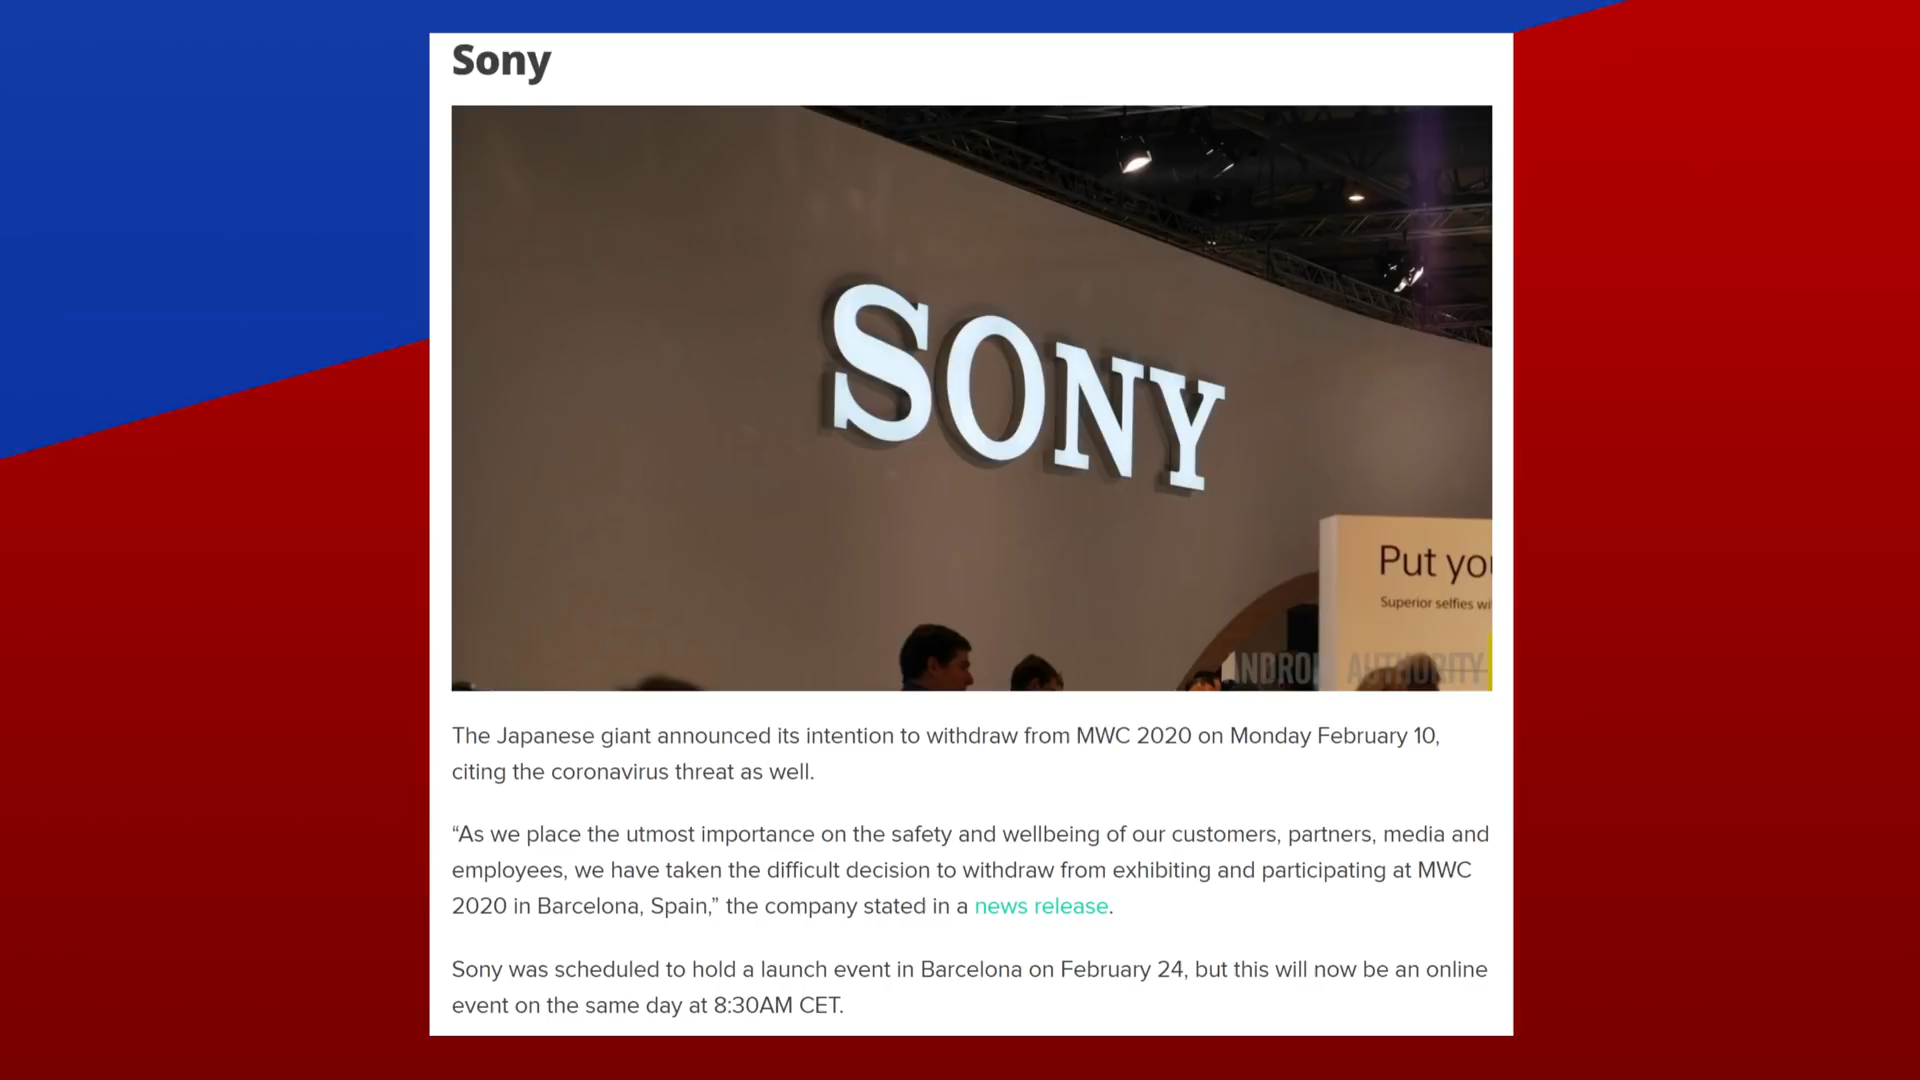 Sony
SONY
Put
Superior selfies
ANDROID AUTHORITY
The Japanese giant announced its intention to withdraw from MWC 2020 on Monday February 10,
citing the coronavirus threat as well.
“As we place the utmost importance on the safety and wellbeing of our customers, partners, media and
employees, we have taken the difficult decision to withdraw from exhibiting and participating at MWC
2020 in Barcelona, Spain,” the company stated in a news release.
Sony was scheduled to hold a launch event in Barcelona on February 24, but this will now be an online
event on the same day at 8:30AM CET.